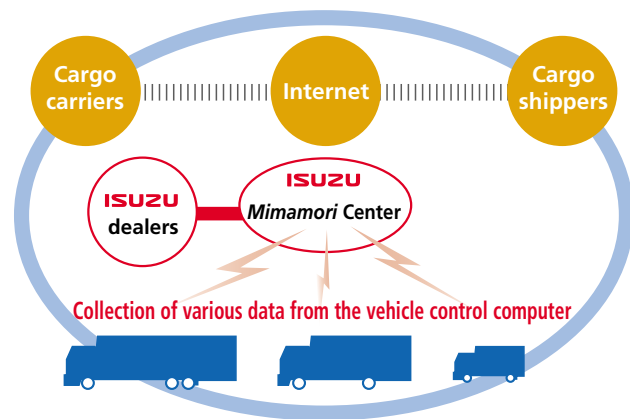 Cargo
carriers
Internet
Cargo
shippers
ISUZU
dealers
ISUZU
Mimamori Center
Collection of various data from the vehicle control computer